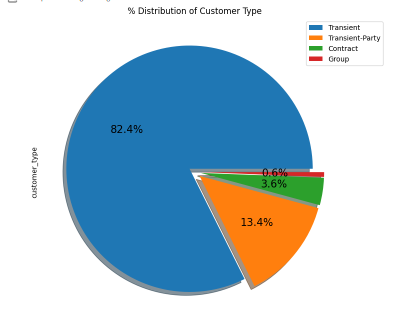 % Distribution of Customer Type
Transient
Transient-Party
Contract
Group
82.4%
0.6%
3.6%
13.4%
customer_type